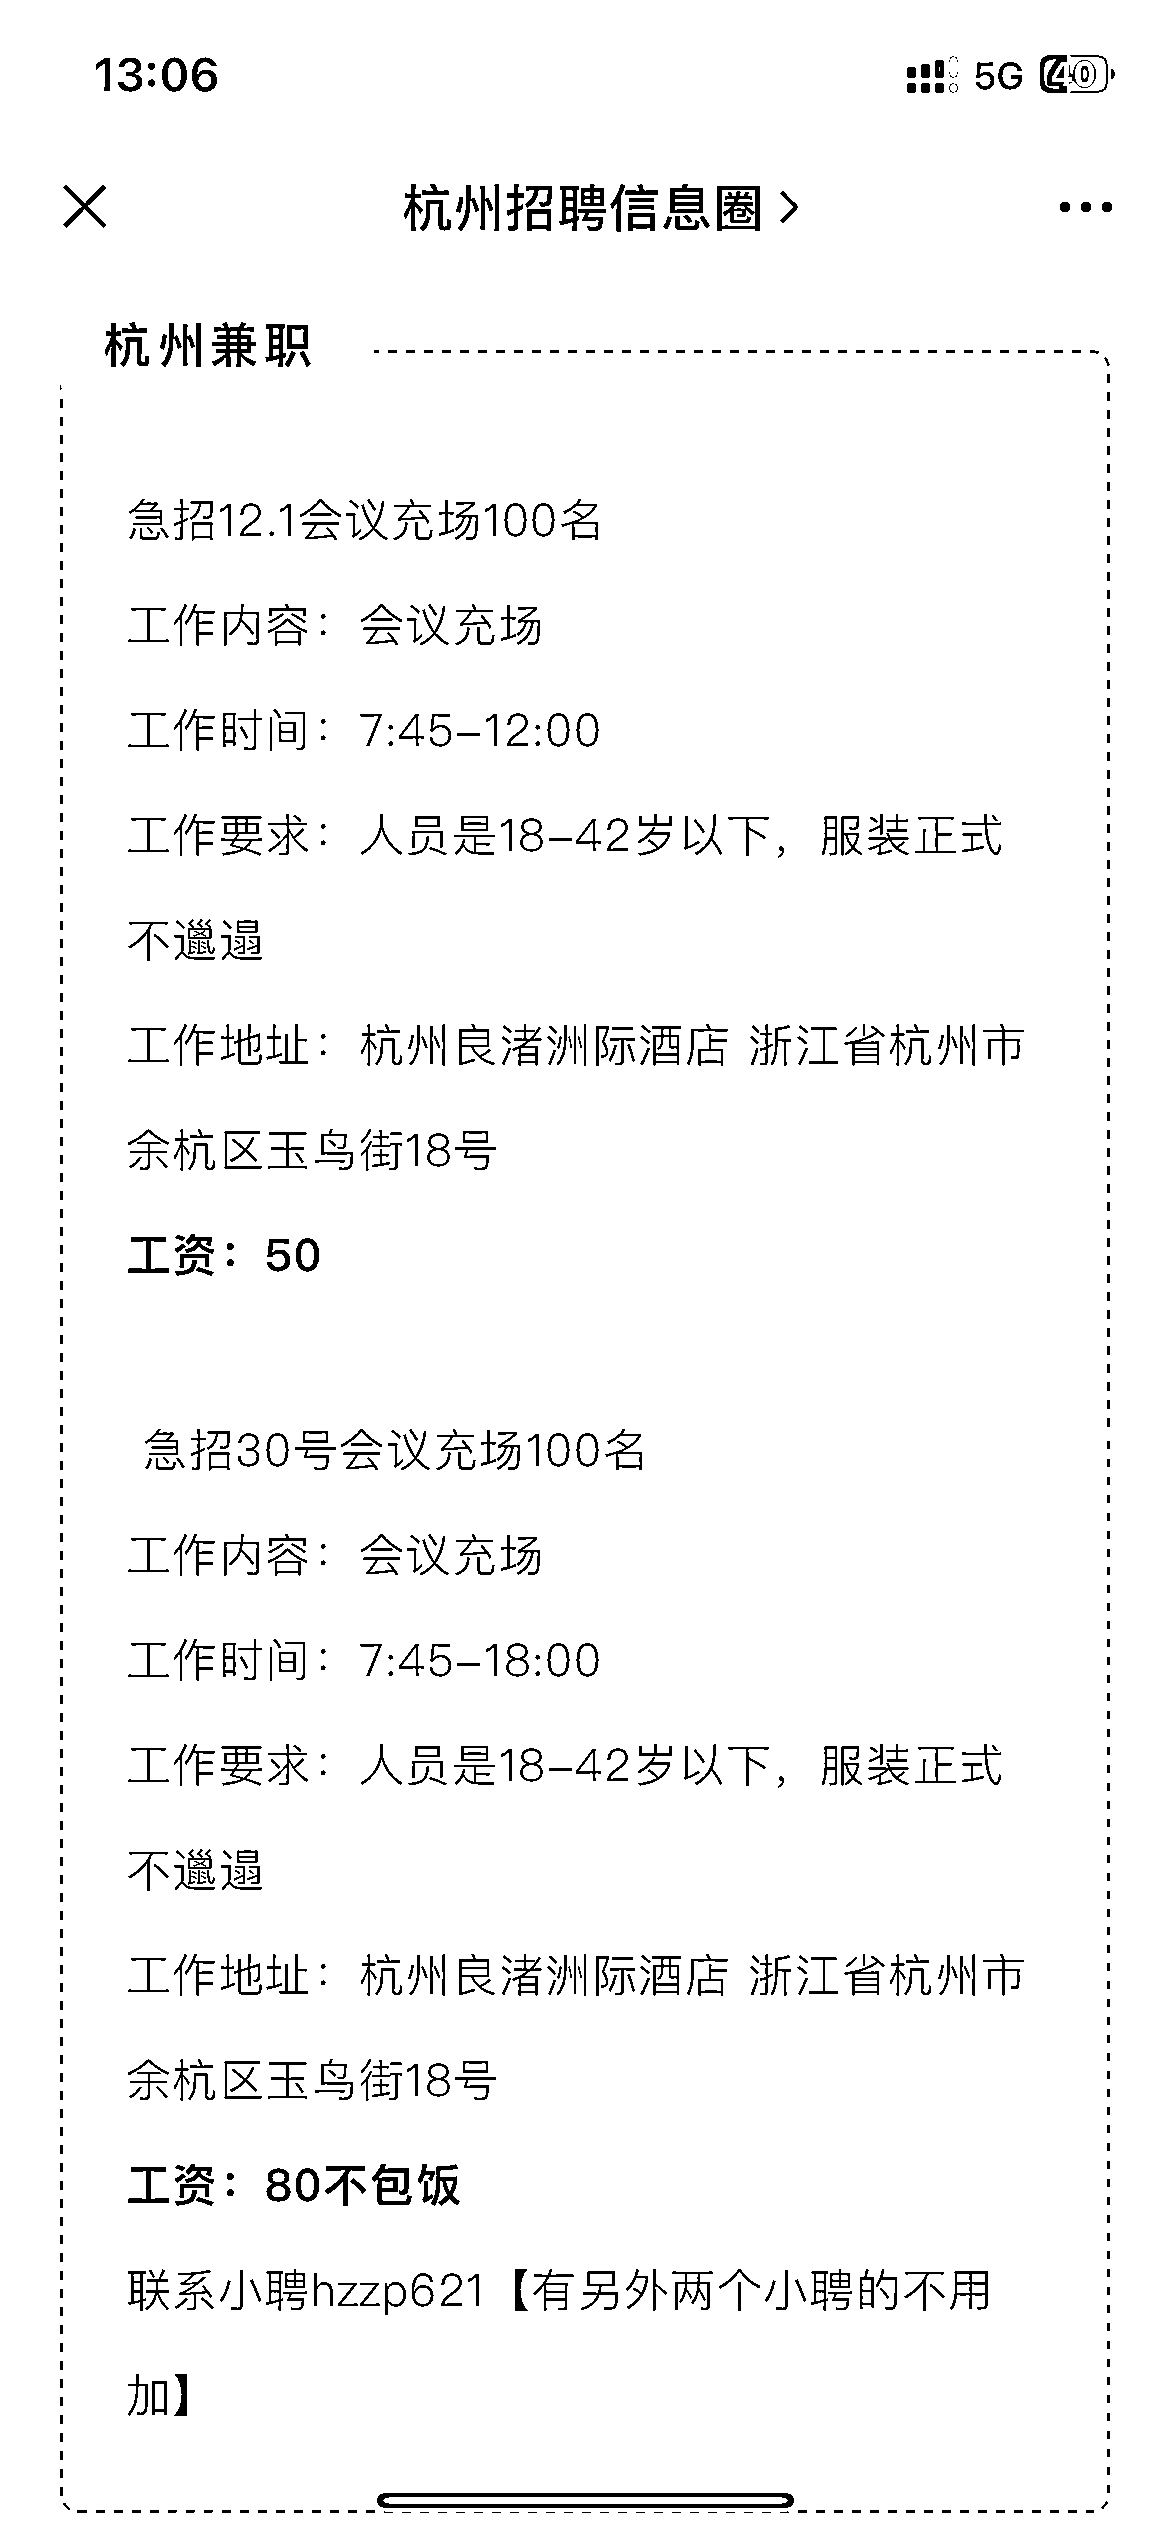 13:06
5G 40
杭州招聘信息圈
杭州兼职
急招12.1会议充场100名
工作内容：会议充场
工作时间：7:45-12:00
工作要求：人员是18-42岁以下，服装正式
不邋遢
工作地址：杭州良渚洲际酒店 浙江省杭州市
余杭区玉鸟街18号
工资：50
急招30号会议充场100名
工作内容：会议充场
工作时间：7:45-18:00
工作要求：人员是18-42岁以下，服装正式
不邋遢
工作地址：杭州良渚洲际酒店 浙江省杭州市
余杭区玉鸟街18号
工资：80不包饭
联系小聘hzzp621【有另外两个小聘的不用
加】